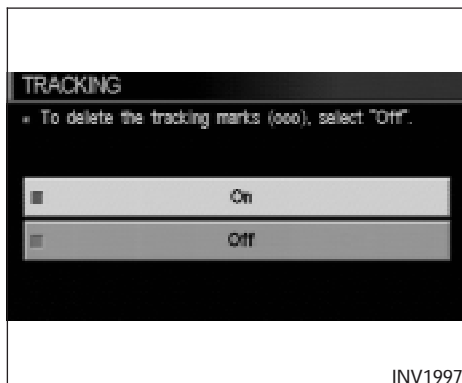 TRACKING
• To delete the tracking marks (ooo), select "Off".
On
Off
INV1997